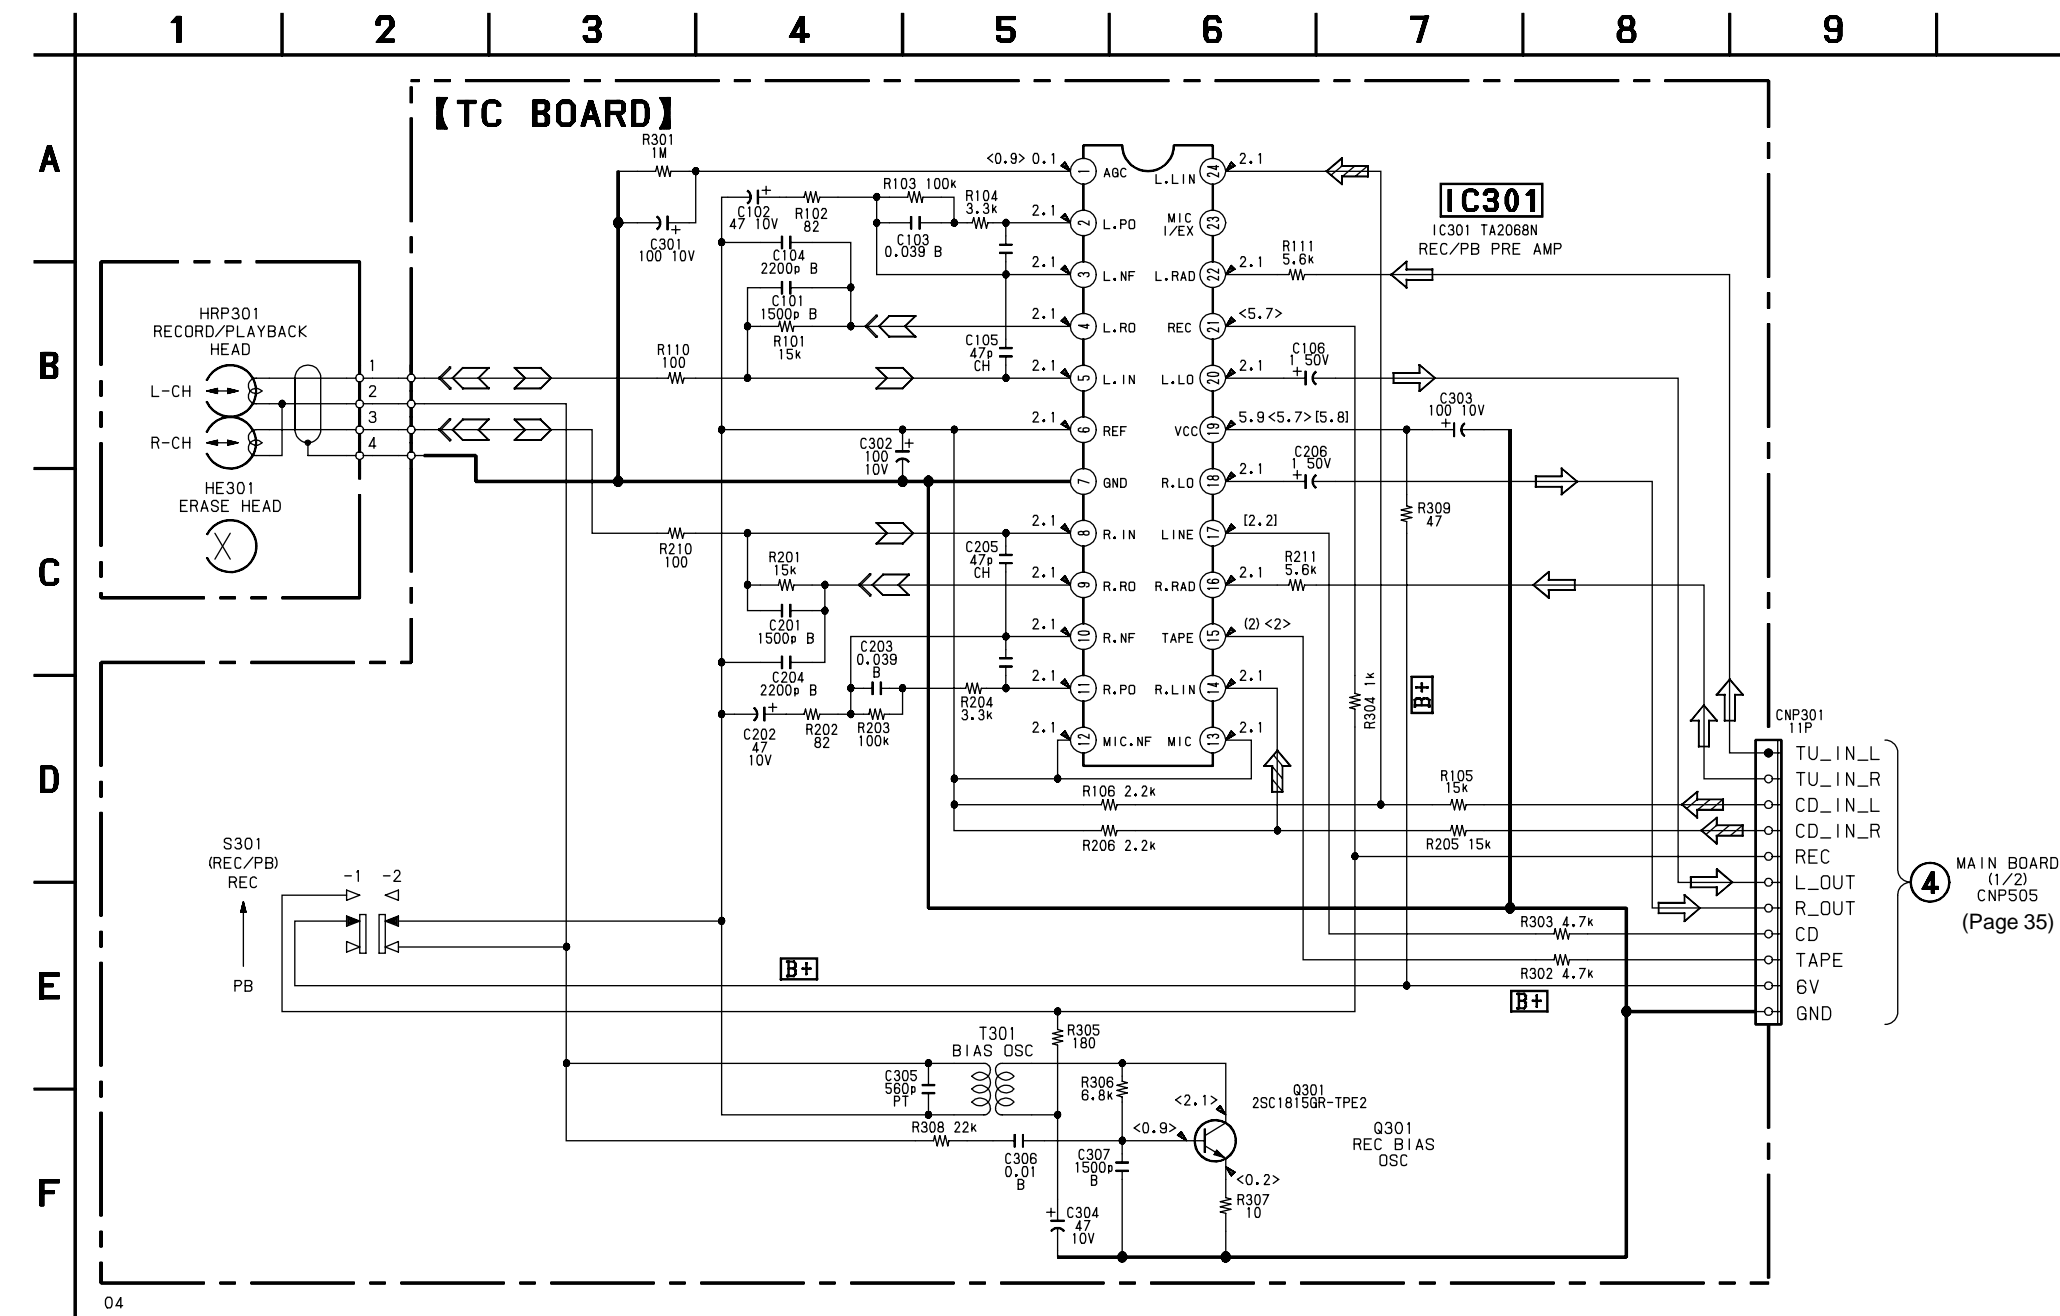 1 2 3 4 5 6 7 8 9
A
B
C
D
E
F
【TC BOARD】
R301
1M
C301
100 10V
C102
47 10V
R102
82
R103 100k
C103
0.039 B
R104
3.3k
C104
2200p B
C101
1500p B
R101
15k
R110
100
C105
47p
CH
C302
100
10V
R210
100
R201
15k
C201
1500p B
C204
2200p B
C205
47p
CH
C203
0.039
B
C202
47
10V
R202
82
R203
100k
R204
3.3k
<0.9> 0.1
2.1
2.1
2.1
2.1
2.1
2.1
2.1
2.1
2.1
2.1
1 AGC
2 L.PO
3 L.NF
4 L.RO
5 L.IN
6 REF
7 GND
8 R.IN
9 R.RO
10 R.NF
11 R.PO
12 MIC.NF
L.LIN 24 2.1
MIC
I/EX 23
L.RAD 22 2.1
REC 21 <5.7>
L.LO 20 2.1
VCC 19 5.9<5.7>[5.8]
R.LO 18 2.1
LINE 17 [2.2]
R.RAD 16 2.1
TAPE 15 (2)<2>
R.LIN 14 2.1
MIC 13 2.1
IC301
IC301 TA2068N
REC/PB PRE AMP
R111
5.6k
C106
1 50V
C303
100 10V
C206
1 50V
R309
47
R211
5.6k
R304 1k
B+
R106 2.2k
R206 2.2k
R105
15k
R205 15k
R303 4.7k
R302 4.7k
B+
B+
HRP301
RECORD/PLAYBACK
HEAD
L-CH
R-CH
1
2
3
4
HE301
ERASE HEAD
S301
(REC/PB)
REC
PB
-1 -2
CNP301
11P
TU_IN_L
TU_IN_R
CD_IN_L
CD_IN_R
REC
L_OUT
R_OUT
CD
TAPE
6V
GND
4
MAIN BOARD
(1/2)
CNP505
(Page 35)
T301
BIAS OSC
R305
180
C305
560p
PT
R306
6.8k
R308 22k
C306
0.01
B
C307
1500p
B
C304
47
10V
<2.1>
<0.9>
<0.2>
R307
10
Q301
2SC1815GR-TPE2
Q301
REC BIAS
OSC
04